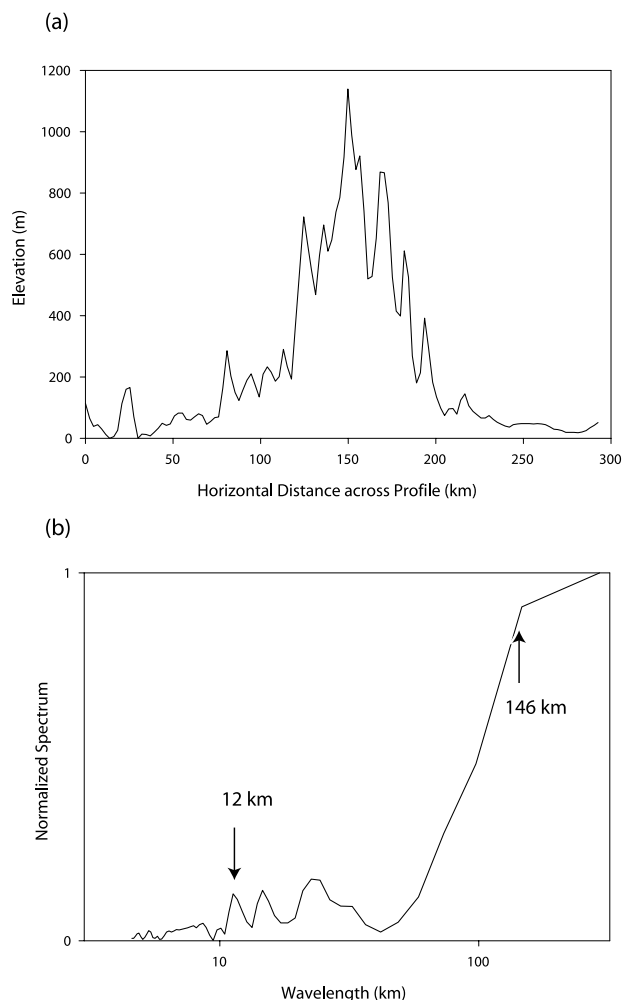 (a)
1200
1000
800
600
400
200
0
Elevation (m)
0 50 100 150 200 250 300
Horizontal Distance across Profile (km)
(b)
1
0
Normalized Spectrum
12 km
146 km
10 100
Wavelength (km)